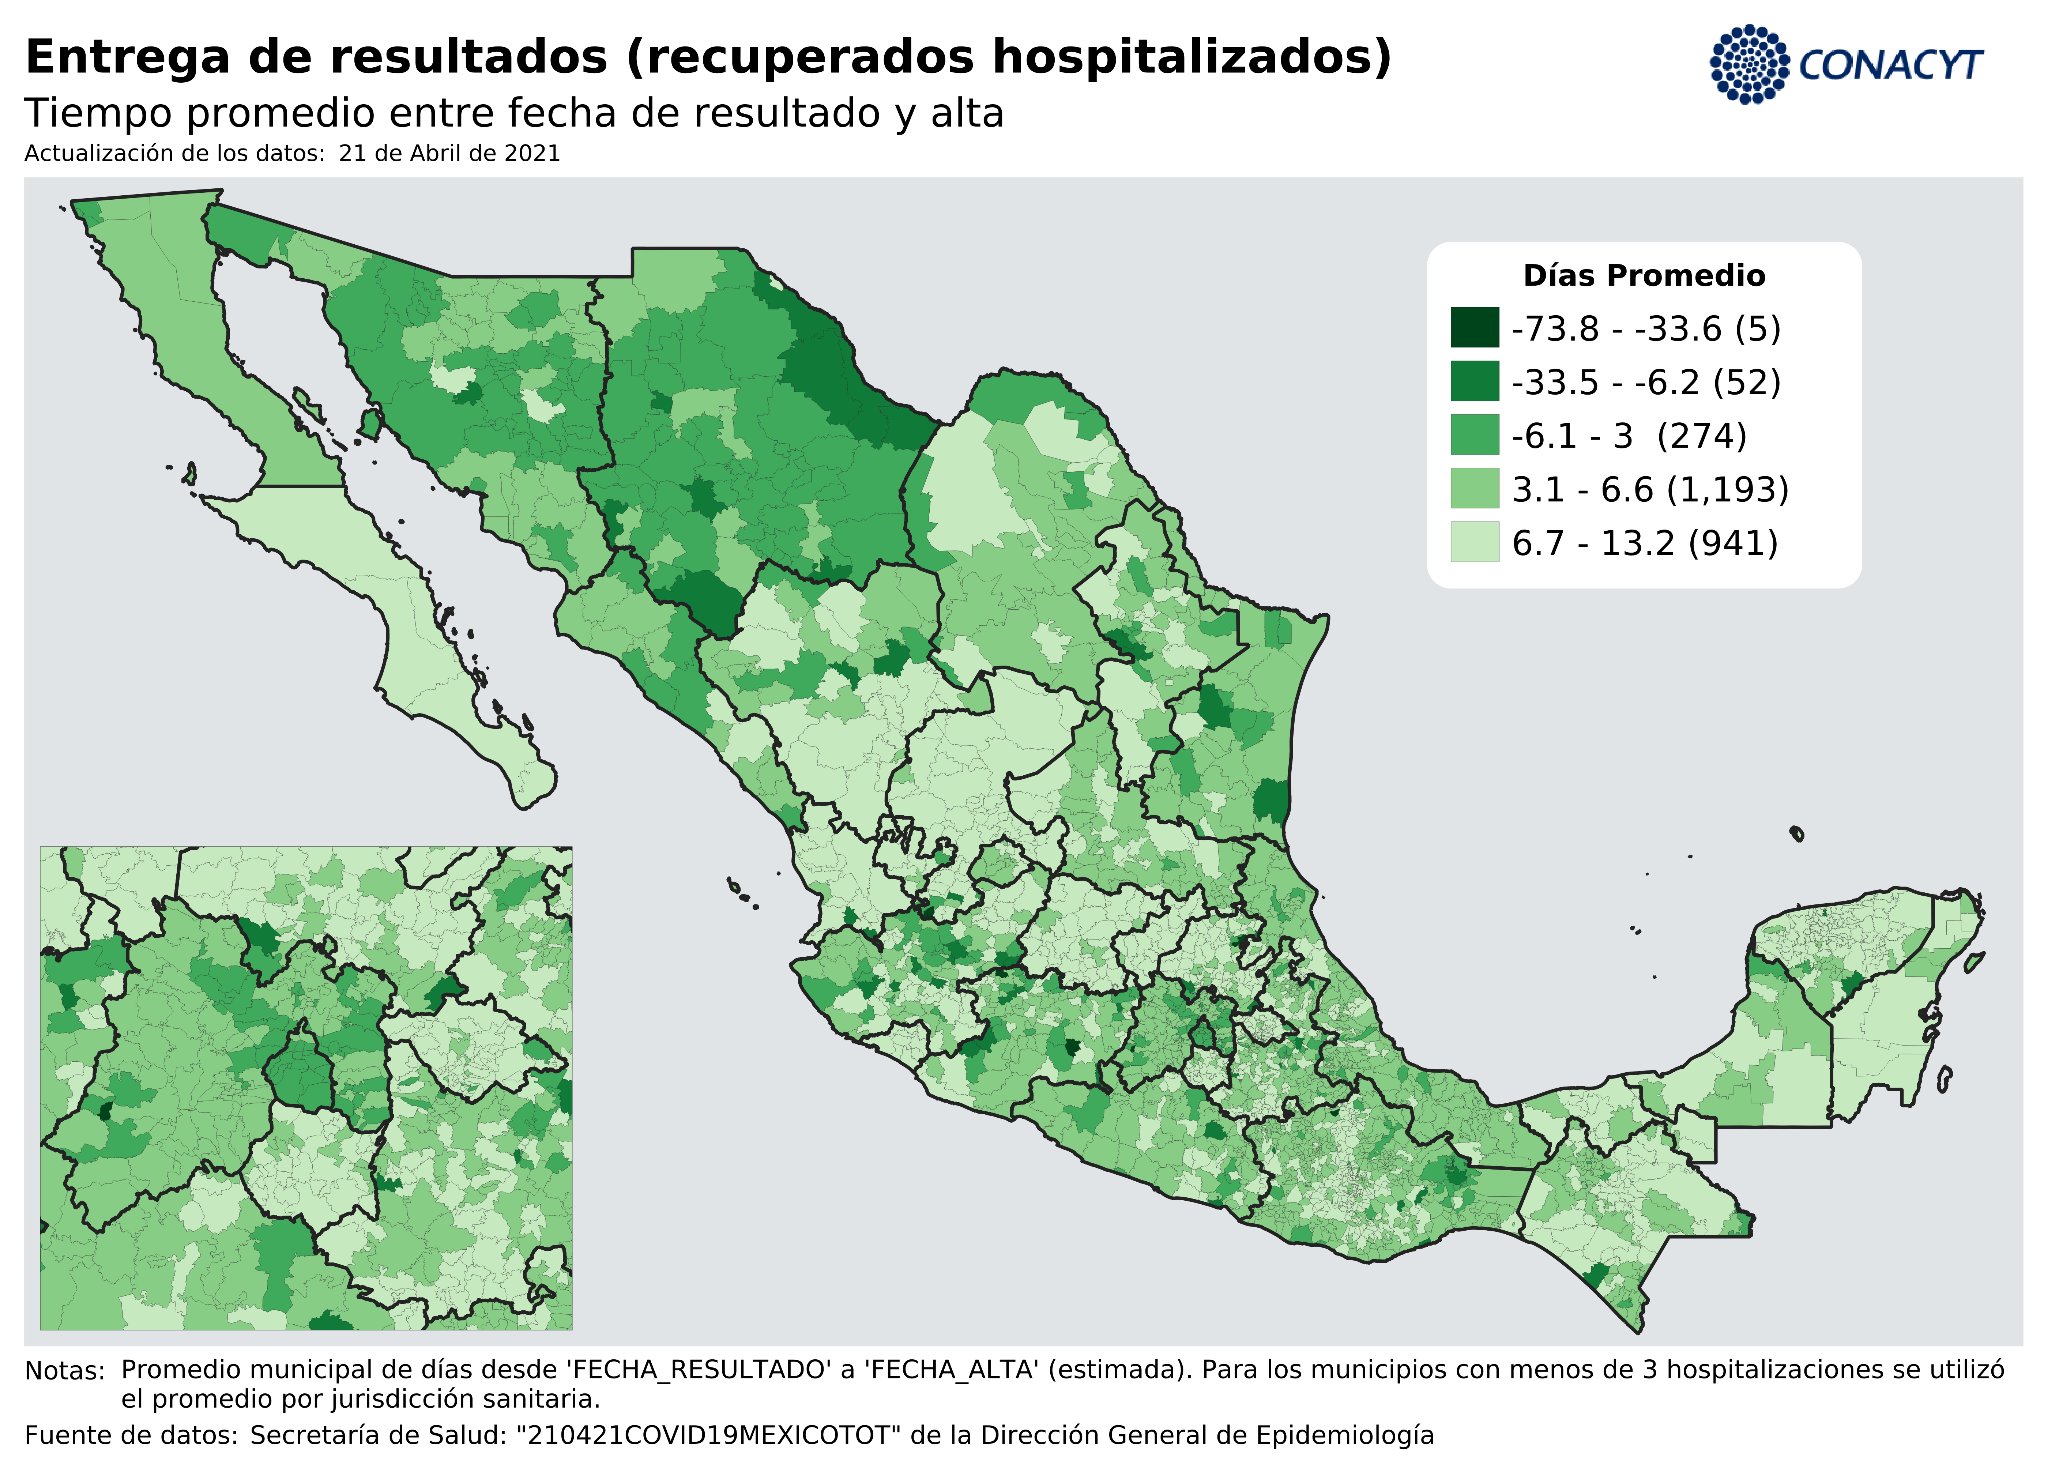 Entrega de resultados (recuperados hospitalizados)
CONACYT
Tiempo promedio entre fecha de resultado y alta
Actualización de los datos: 21 de Abril de 2021
Días Promedio
-73.8 - -33.6 (5)
-33.5 - -6.2 (52)
-6.1 - 3 (274)
3.1 - 6.6 (1,193)
6.7 - 13.2 (941)
Notas: Promedio municipal de días desde 'FECHA_RESULTADO' a 'FECHA_ALTA' (estimada). Para los municipios con menos de 3 hospitalizaciones se utilizó
el promedio por jurisdicción sanitaria.
Fuente de datos: Secretaría de Salud: "210421COVID19MEXICOTOT" de la Dirección General de Epidemiología